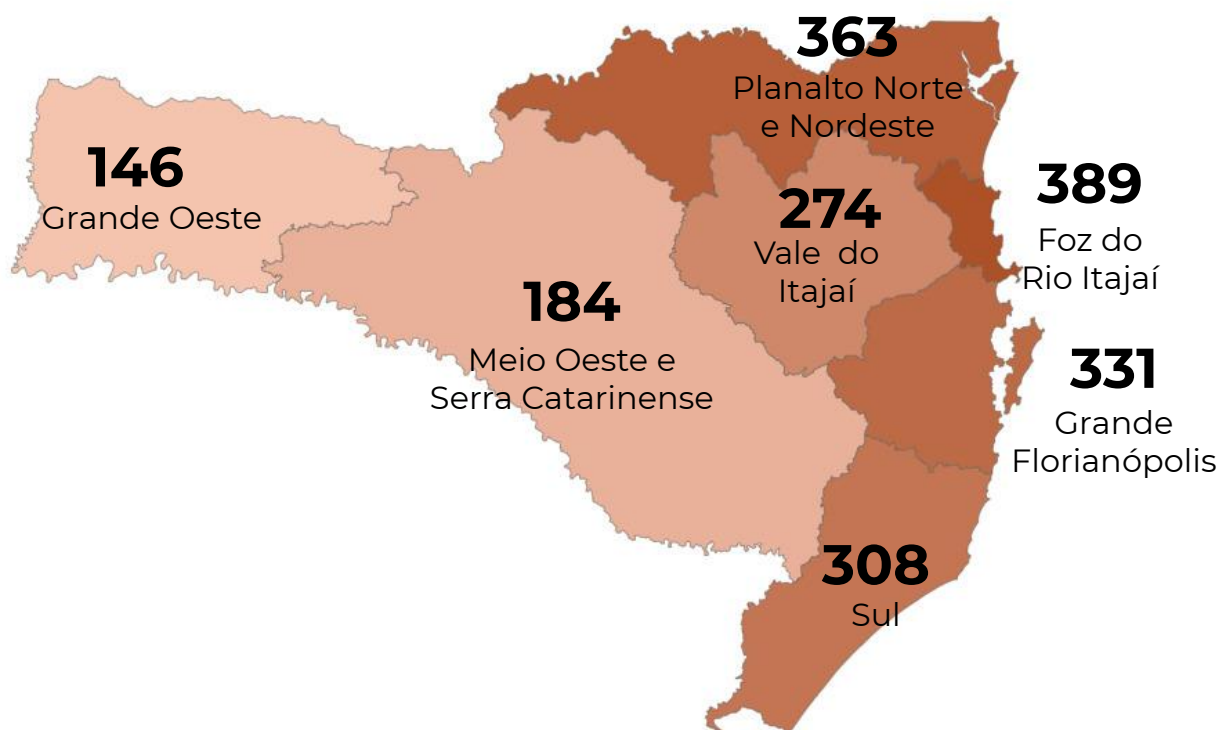 363
Planalto Norte
e Nordeste
146
Grande Oeste
389
Foz do
Rio Itajaí
274
Vale do
Itajaí
184
Meio Oeste e
Serra Catarinense
331
Grande
Florianópolis
308
Sul